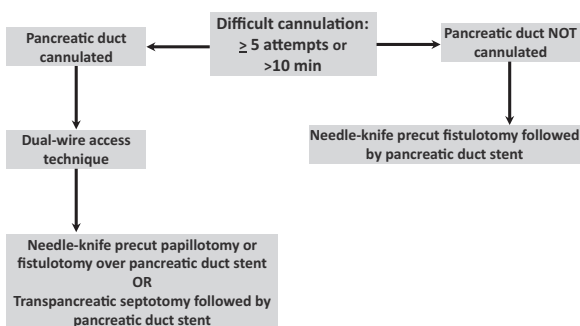 Difficult cannulation:
≥ 5 attempts or
>10 min
Pancreatic duct
cannulated
Pancreatic duct NOT
cannulated
Dual-wire access
technique
Needle-knife precut fistulotomy followed
by pancreatic duct stent
Needle-knife precut papillotomy or
fistulotomy over pancreatic duct stent
OR
Transpancreatic septotomy followed by
pancreatic duct stent